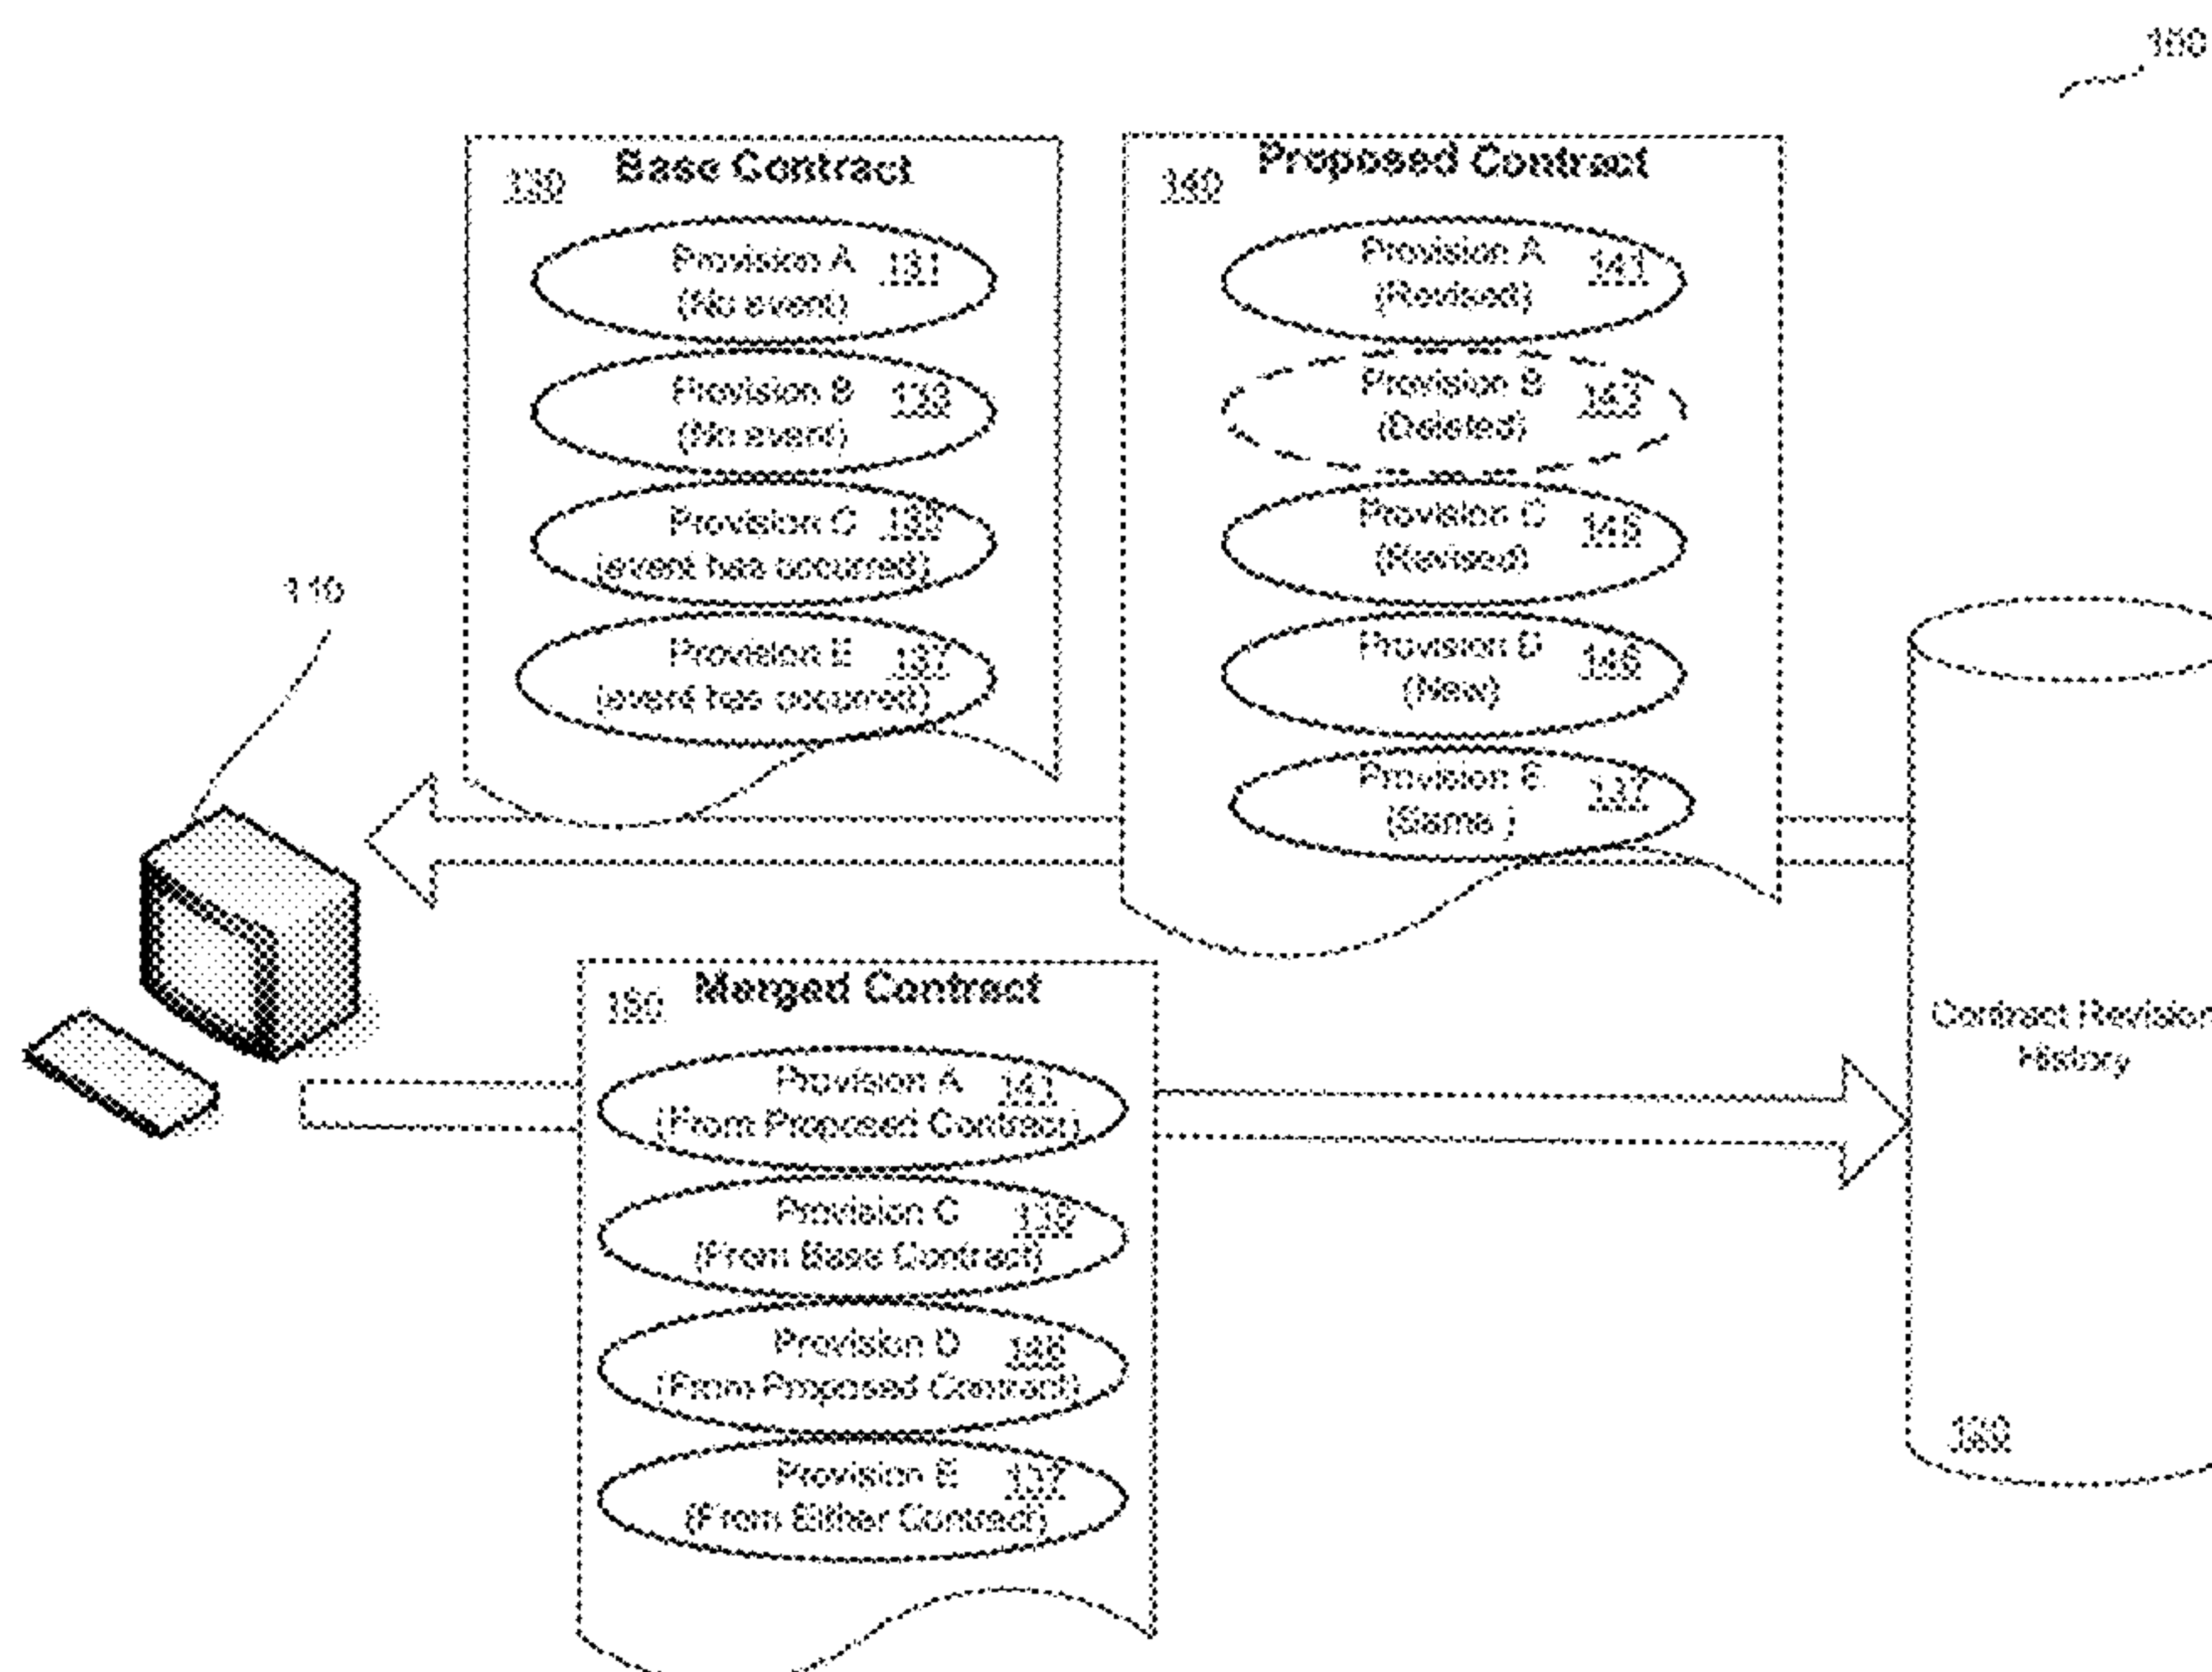 Base Contract
130
Provision A 131
(No event)
Provision B 133
(No event)
Provision C 135
(event has occurred)
Provision E 137
(event has occurred)
Proposed Contract
140
Provision A 141
(Revised)
Provision B 143
(Deleted)
Provision C 145
(Revised)
Provision D
(New)
Provision E 137
(Same )
110
Merged Contract
Provision A 141
(From Proposed Contract)
Provision C 135
(From Base Contract)
Provision D
(From Proposed Contract)
Provision E 137
(From Either Contract)
Contract Revision
History